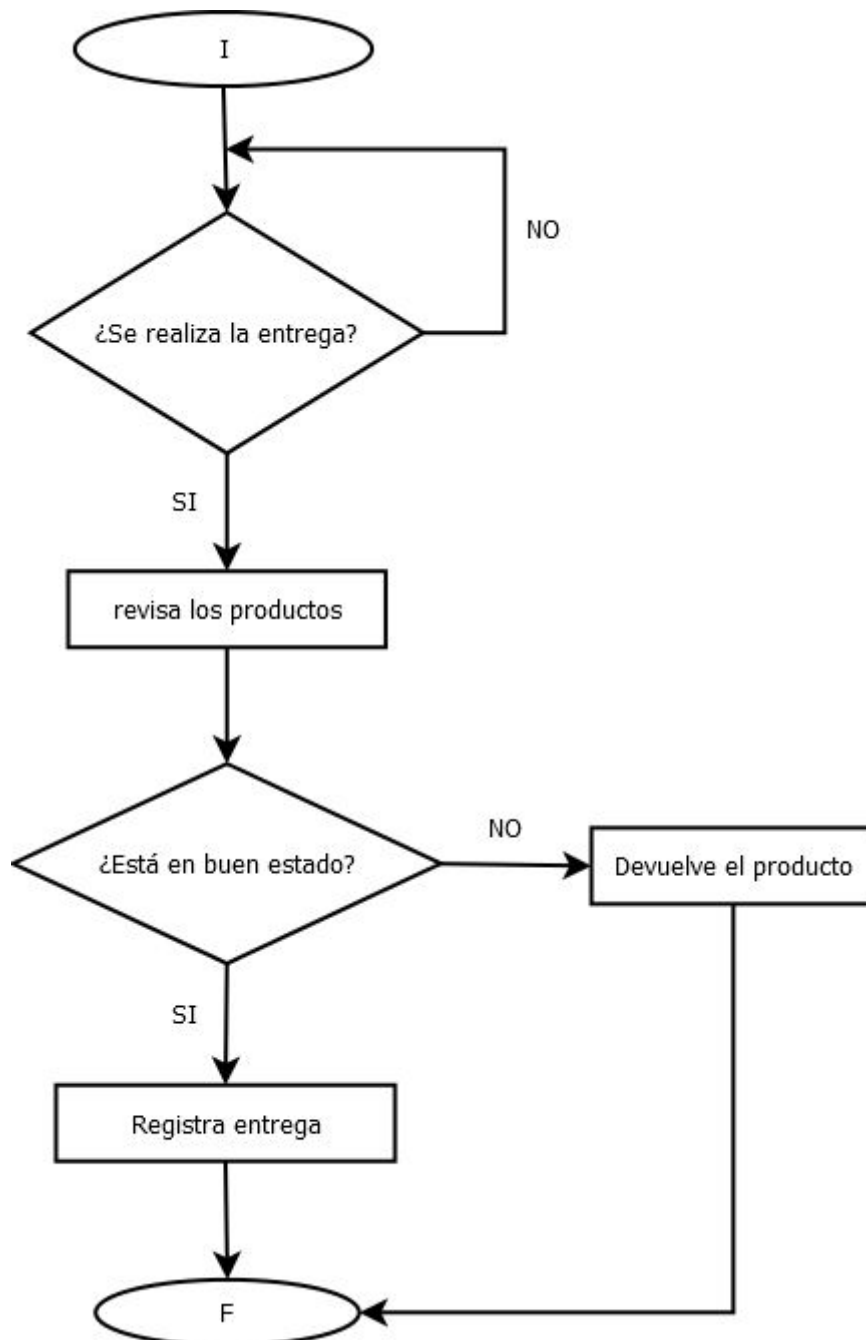 I
NO
¿Se realiza la entrega?
SI
revisa los productos
NO
¿Está en buen estado?
Devuelve el producto
SI
Registra entrega
F